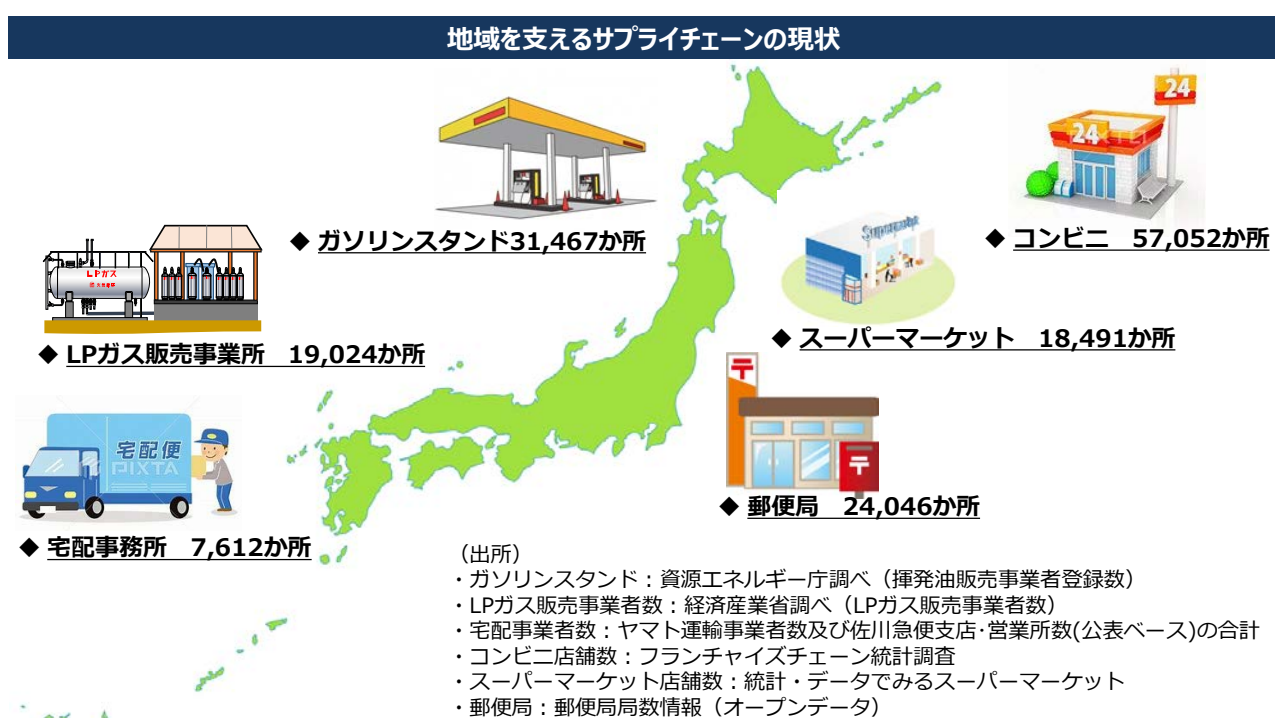 地域を支えるサプライチェーンの現状
24
24
◆ ガソリンスタンド31,467か所
Supermarket
◆ コンビニ　57,052か所
LPガス
◆ スーパーマーケット　18,491か所
◆ LPガス販売事業所　19,024か所
〒
宅配便
PIXTA
〒
◆ 郵便局　24,046か所
◆ 宅配事務所　7,612か所
（出所）
・ガソリンスタンド：資源エネルギー庁調べ（揮発油販売事業者登録数）
・LPガス販売事業者数：経済産業省調べ（LPガス販売事業者数）
・宅配事業者数：ヤマト運輸事業者数及び佐川急便支店･営業所数(公表ベース)の合計
・コンビニ店舗数：フランチャイズチェーン統計調査
・スーパーマーケット店舗数：統計・データでみるスーパーマーケット
・郵便局：郵便局局数情報（オープンデータ）